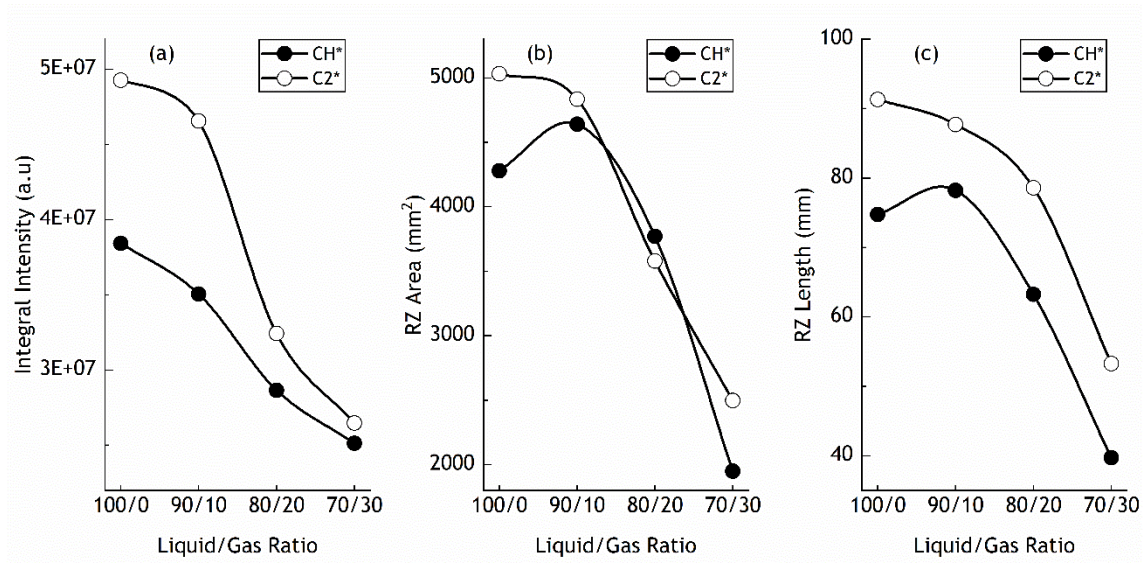 (a)
CH*
C2*
5E+07
4E+07
3E+07
Integral Intensity (a.u)
100/0 90/10 80/20 70/30
Liquid/Gas Ratio
(b)
CH*
C2*
5000
4000
3000
2000
RZ Area (mm²)
100/0 90/10 80/20 70/30
Liquid/Gas Ratio
(c)
CH*
C2*
100
80
60
40
RZ Length (mm)
100/0 90/10 80/20 70/30
Liquid/Gas Ratio